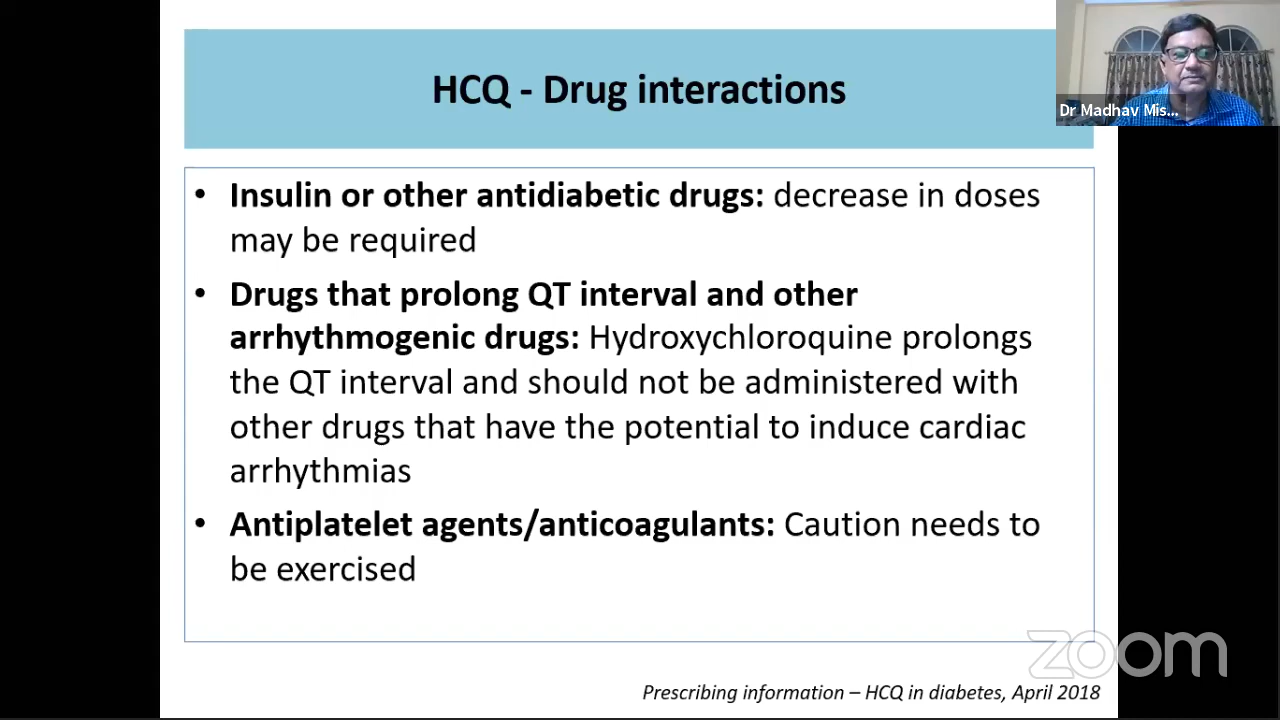 HCQ - Drug interactions
Dr Madhav Mis...
• Insulin or other antidiabetic drugs: decrease in doses
may be required
• Drugs that prolong QT interval and other
arrhythmogenic drugs: Hydroxychloroquine prolongs
the QT interval and should not be administered with
other drugs that have the potential to induce cardiac
arrhythmias
• Antiplatelet agents/anticoagulants: Caution needs to
be exercised
zoom
Prescribing information – HCQ in diabetes, April 2018